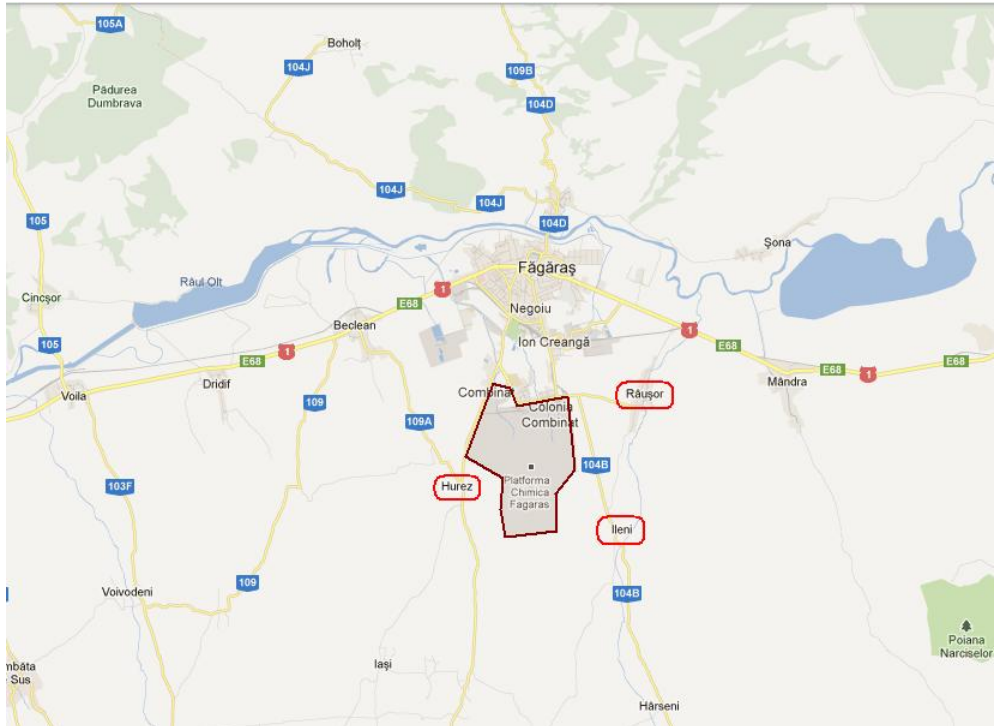 105A
Boholț
104J
109B
Pădurea
Dumbrava
104D
104J
104J
105
104D
Șona
Făgăraș
Râul Olt
1
Cincșor
E68
Negoiu
Beclean
1
105
Ion Creangă
E68
1
E68
E68
1
Dridif
Mândra
Voila
Combinat
Râușor
109
Colonia
Combinat
109A
104B
103F
Platforma
Chimica
Fagaras
Hurez
Ileni
109
Voivodeni
104B
Poiana
Narciselor
Iași
mbăta
Sus
Hârseni